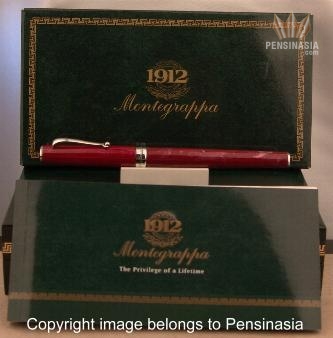 PENSINASIA
.com
1912
Montegrappa
1912
Montegrappa
The Privilege of a Lifetime
Copyright image belongs to Pensinasia